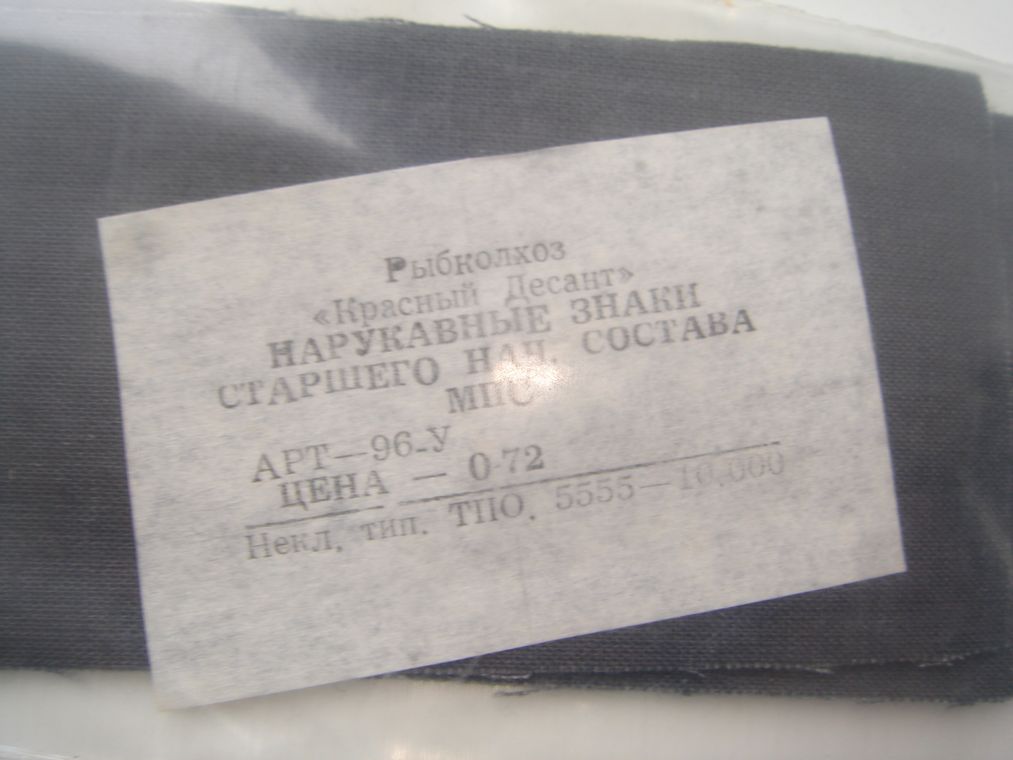 Рыбколхоз
«Красный Десант»
НАРУКАВНЫЕ ЗНАКИ
СТАРШЕГО НАЧ. СОСТАВА
МПС
АРТ—96-У
ЦЕНА — 0-72
Некл. тип. ТПО. 5555—10.000